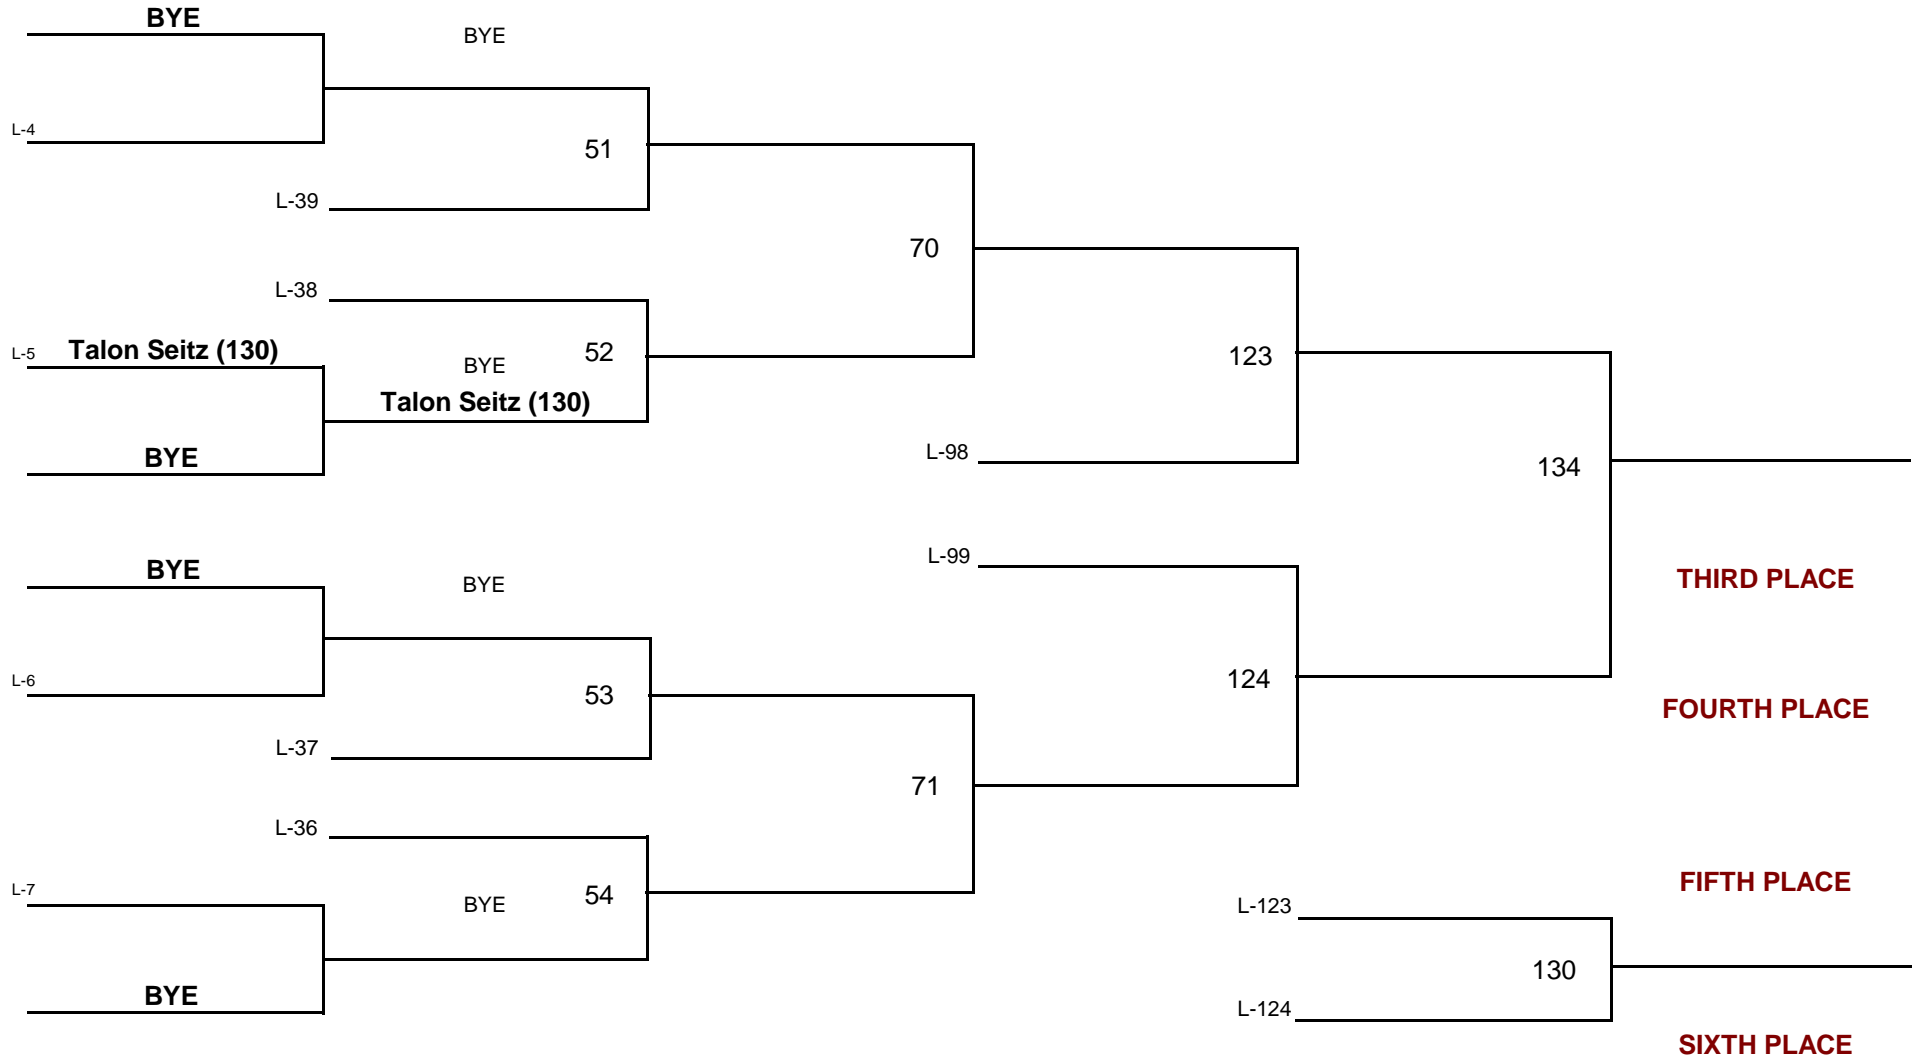 BYE
BYE
L-4
51
L-39
70
L-38
L-5 Talon Seitz (130)
BYE
52
123
Talon Seitz (130)
BYE
L-98
134
L-99
BYE
BYE
THIRD PLACE
L-6
53
124
FOURTH PLACE
L-37
71
L-36
L-7
BYE
54
FIFTH PLACE
L-123
130
BYE
L-124
SIXTH PLACE